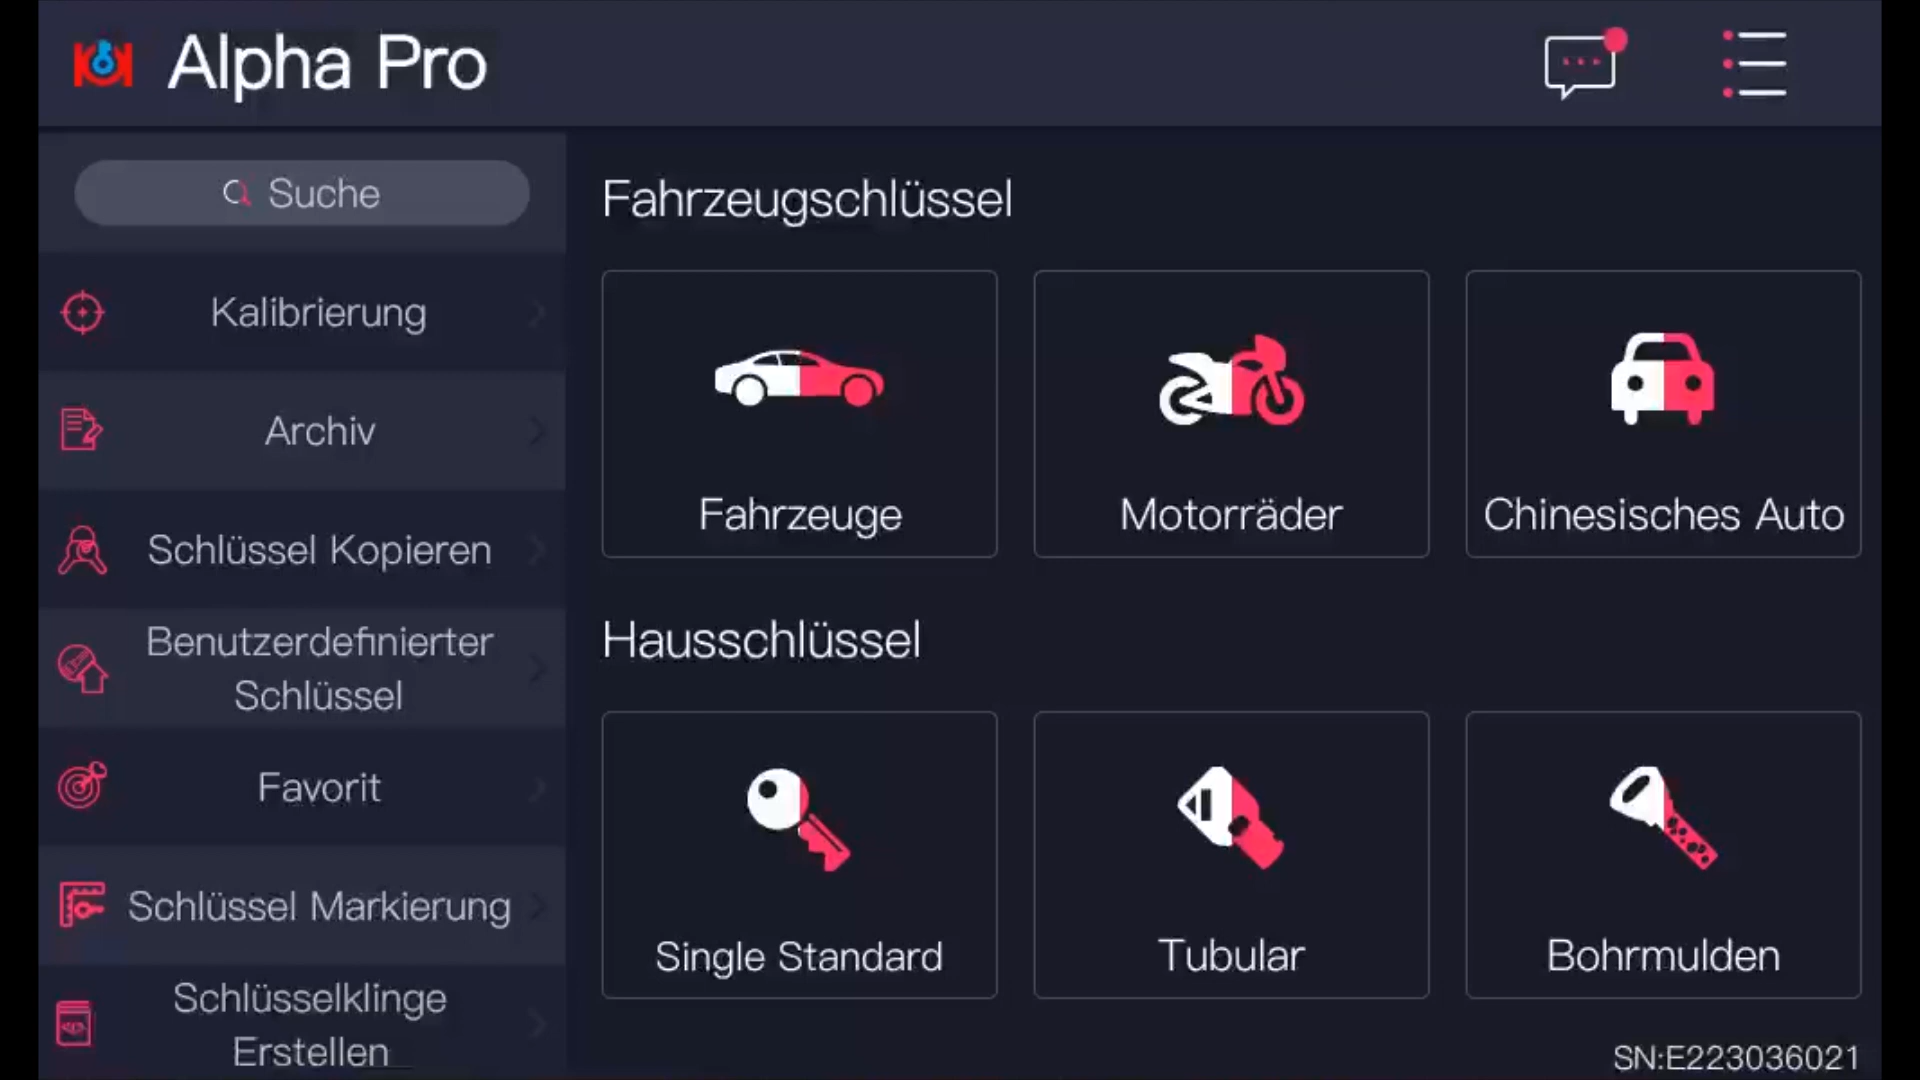 Alpha Pro
Suche
Kalibrierung
Archiv
Schlüssel Kopieren
Benutzerdefinierter
Schlüssel
Favorit
Schlüssel Markierung
Schlüsselklinge
Erstellen
Fahrzeugschlüssel
Fahrzeuge
Motorräder
Chinesisches Auto
Hausschlüssel
Single Standard
Tubular
Bohrmulden
SN:E223036021